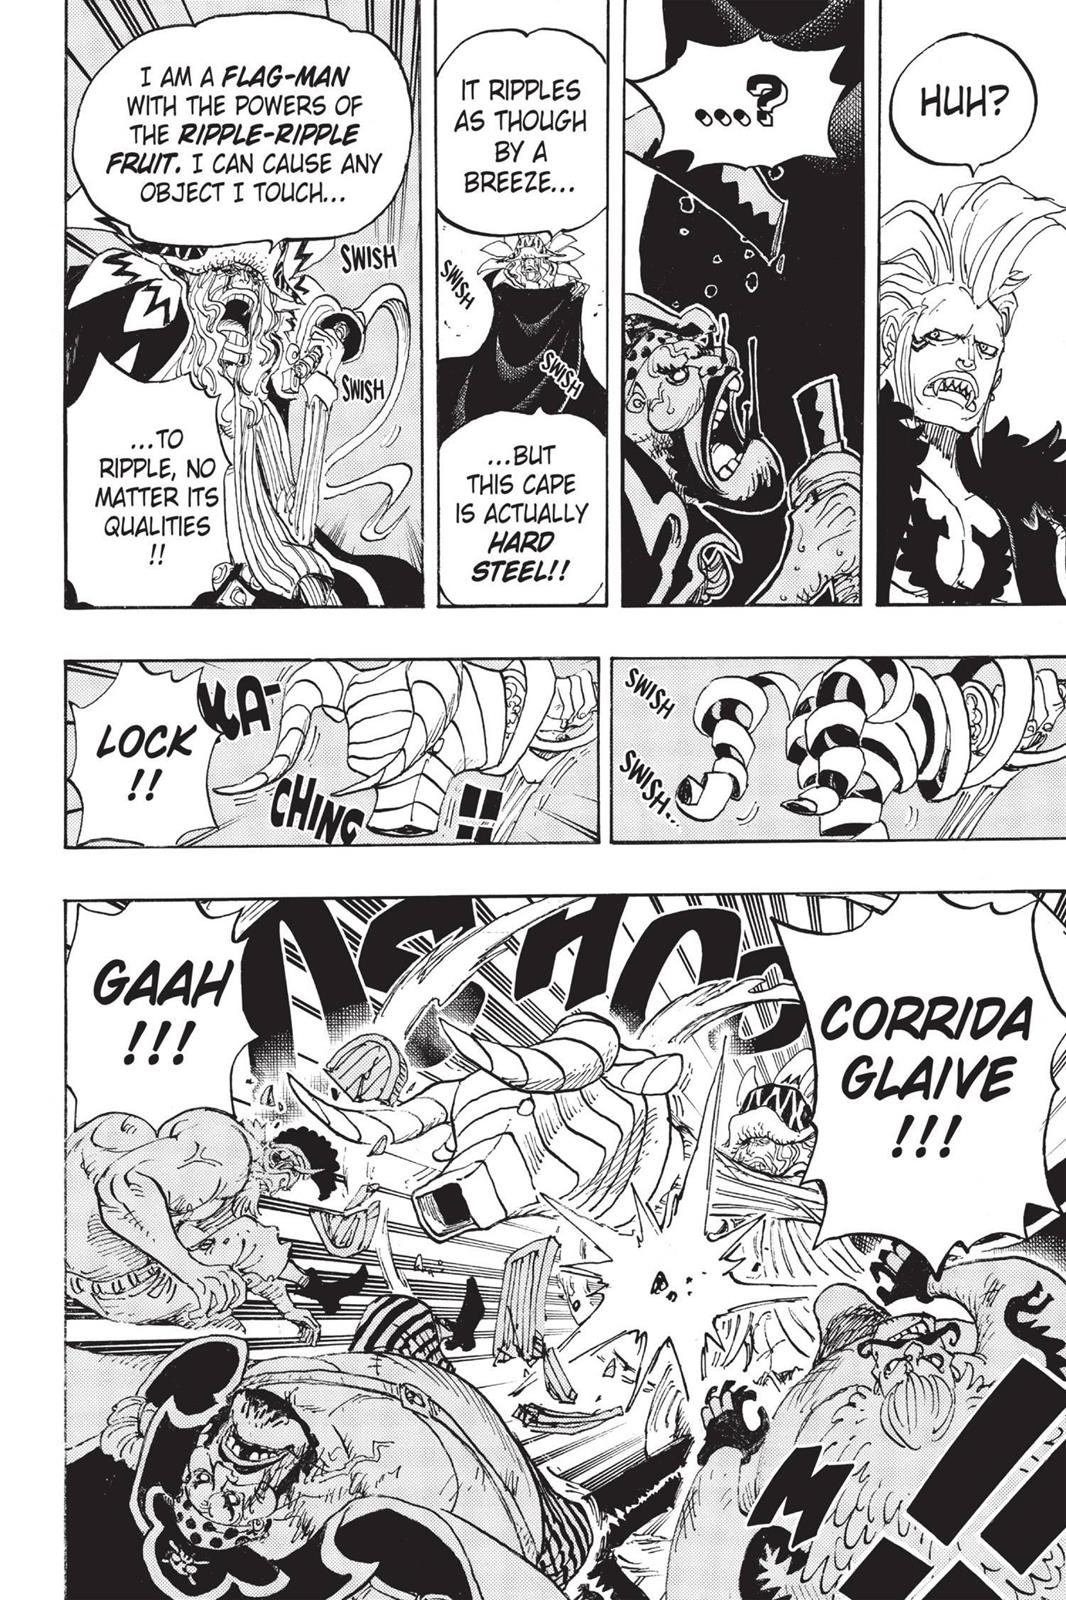 HUH?
...?
IT RIPPLES
AS THOUGH
BY A
BREEZE...
SWISH
SWISH
...BUT
THIS CAPE
IS ACTUALLY
HARD
STEEL!!
I AM A FLAG-MAN
WITH THE POWERS OF
THE RIPPLE-RIPPLE
FRUIT. I CAN CAUSE ANY
OBJECT I TOUCH...
SWISH
SWISH
...TO
RIPPLE, NO
MATTER ITS
QUALITIES
!!
SWISH
SWISH...
KA-
CHING
!!
LOCK
!!
CORRIDA
GLAIVE
!!!
GAAH
!!!